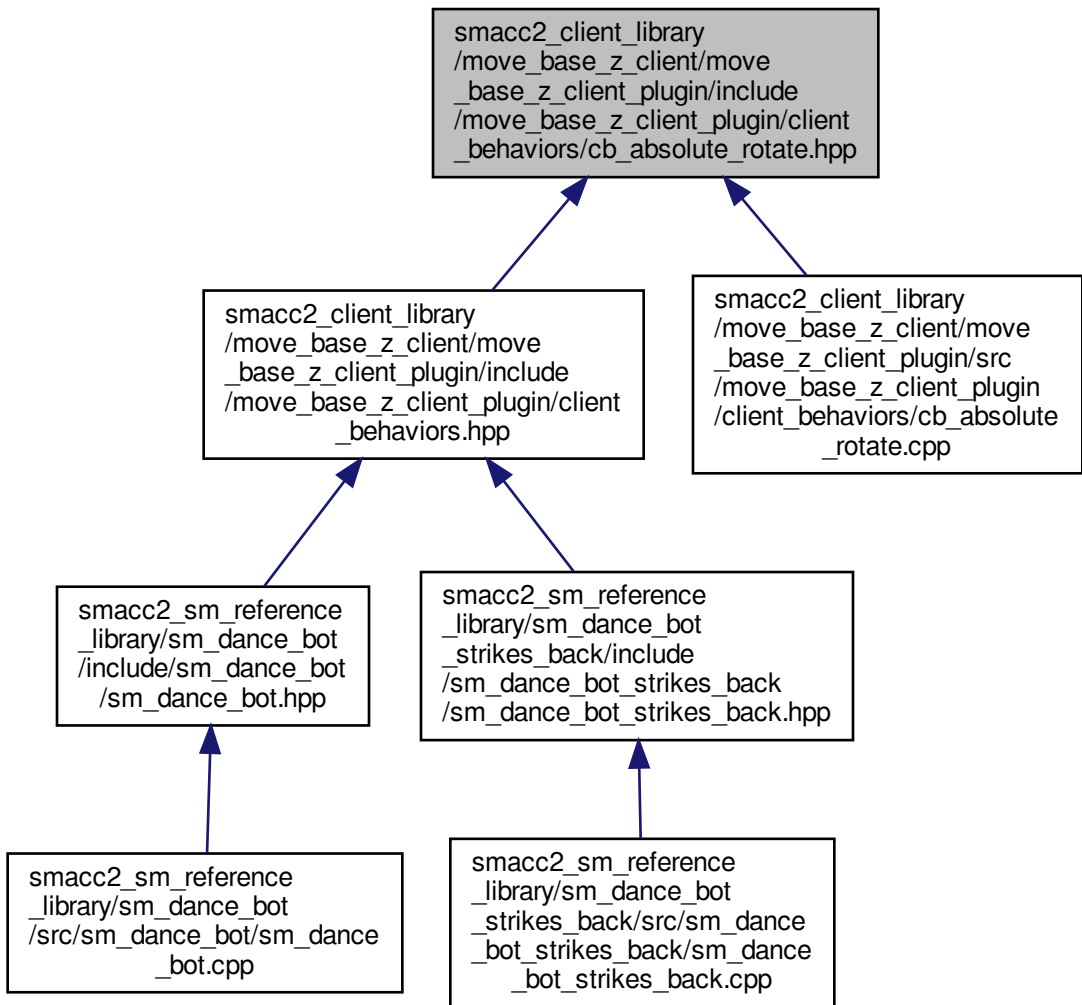 smacc2_client_library
/move_base_z_client/move
_base_z_client_plugin/include
/move_base_z_client_plugin/client
_behaviors/cb_absolute_rotate.hpp
smacc2_client_library
/move_base_z_client/move
_base_z_client_plugin/include
/move_base_z_client_plugin/client
_behaviors.hpp
smacc2_client_library
/move_base_z_client/move
_base_z_client_plugin/src
/move_base_z_client_plugin
/client_behaviors/cb_absolute
_rotate.cpp
smacc2_sm_reference
_library/sm_dance_bot
/include/sm_dance_bot
/sm_dance_bot.hpp
smacc2_sm_reference
_library/sm_dance_bot
_strikes_back/include
/sm_dance_bot_strikes_back
/sm_dance_bot_strikes_back.hpp
smacc2_sm_reference
_library/sm_dance_bot
/src/sm_dance_bot/sm_dance
_bot.cpp
smacc2_sm_reference
_library/sm_dance_bot
_strikes_back/src/sm_dance
_bot_strikes_back/sm_dance
_bot_strikes_back.cpp